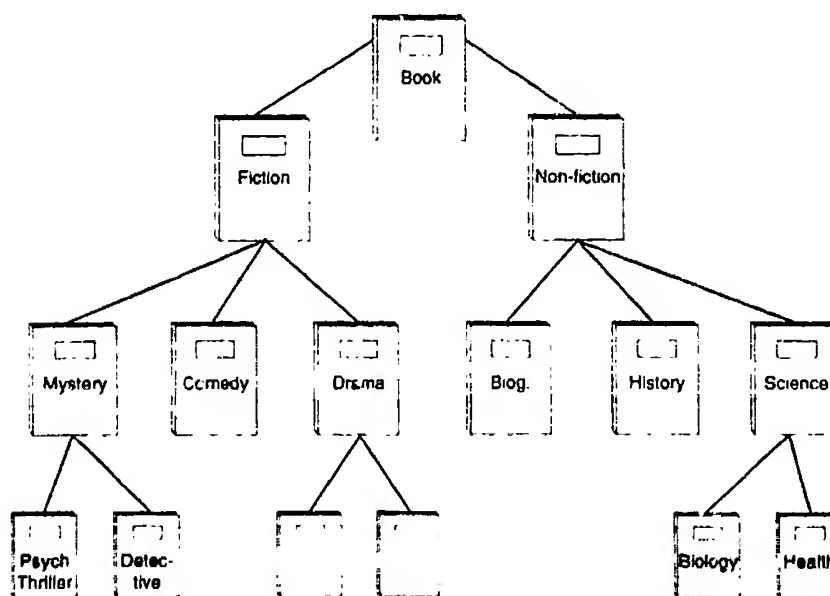 Book
Fiction
Non-fiction
Mystery
Comedy
Drama
Biog.
History
Science
Psych
Thriller
Detec-
tive
Biology
Health